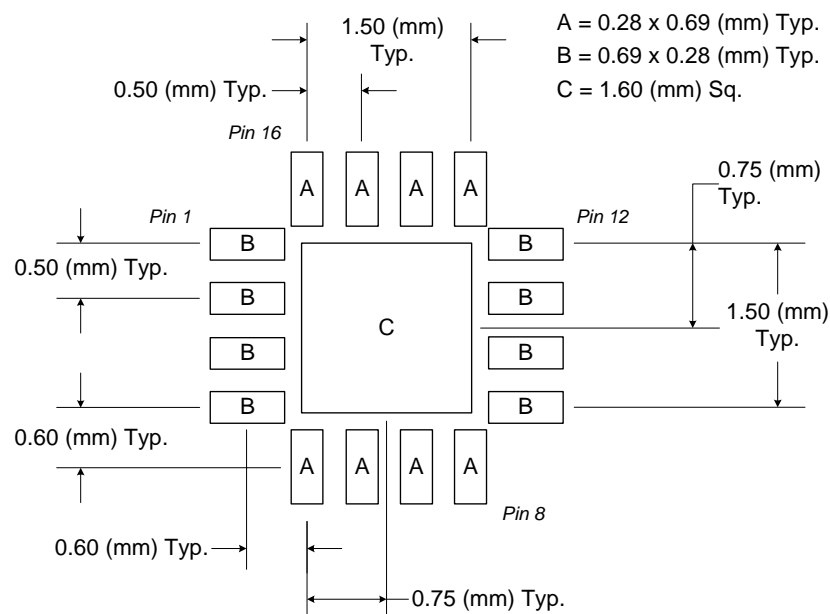 1.50 (mm)
Typ.
A = 0.28 x 0.69 (mm) Typ.
B = 0.69 x 0.28 (mm) Typ.
C = 1.60 (mm) Sq.
0.50 (mm) Typ.
Pin 16
0.75 (mm)
Typ.
A A A A
Pin 1
Pin 12
B B
0.50 (mm) Typ.
B B
1.50 (mm)
Typ.
C
B B
B B
0.60 (mm) Typ.
A A A A
Pin 8
0.60 (mm) Typ.
0.75 (mm) Typ.